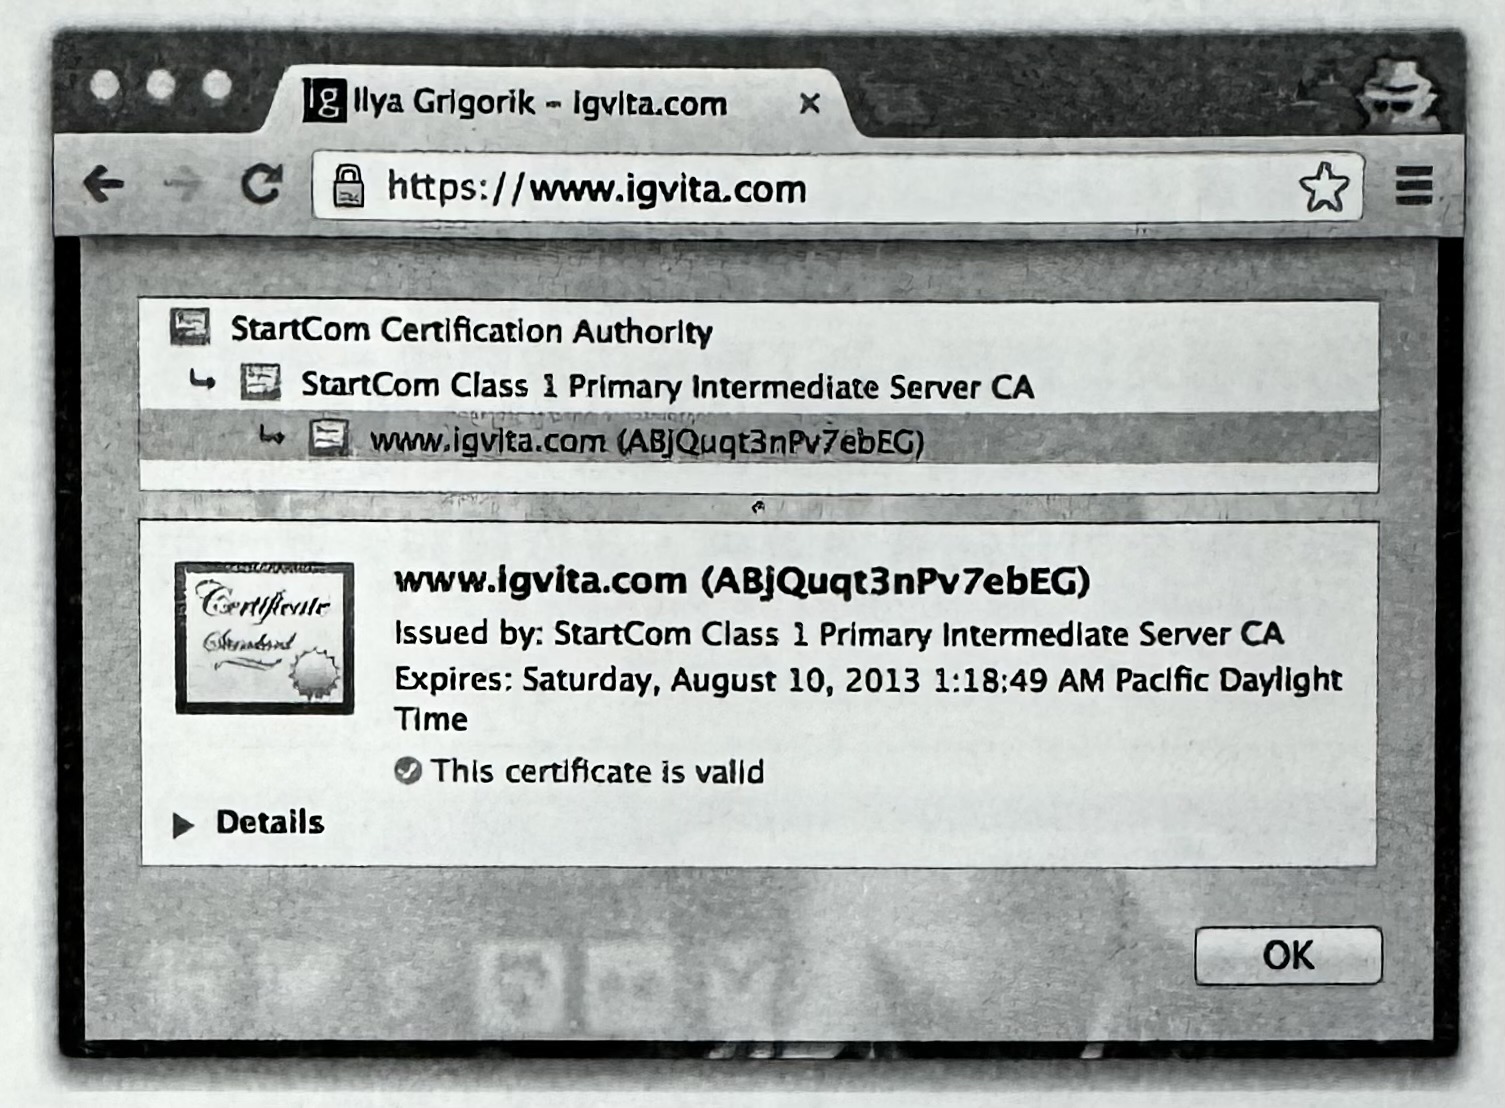 ig Ilya Grigorik - igvita.com ×
https://www.igvita.com
StartCom Certification Authority
StartCom Class 1 Primary Intermediate Server CA
www.igvita.com (ABJQuqt3nPv7ebEG)
Certificate
Standard
www.igvita.com (ABJQuqt3nPv7ebEG)
Issued by: StartCom Class 1 Primary Intermediate Server CA
Expires: Saturday, August 10, 2013 1:18:49 AM Pacific Daylight
Time
This certificate is valid
Details
OK